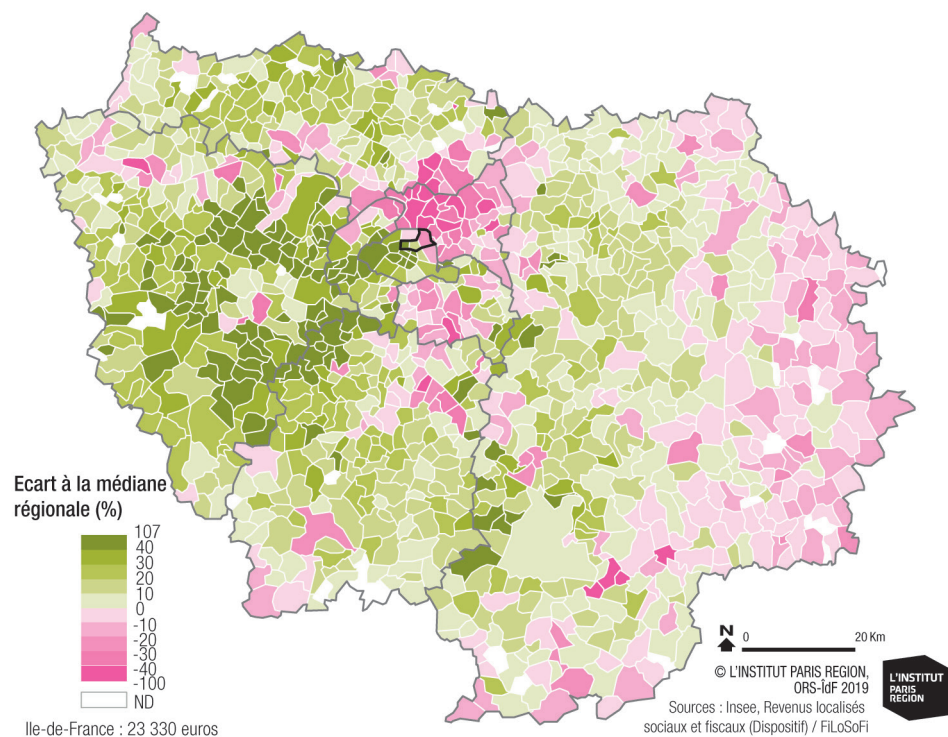 Ecart à la médiane
régionale (%)
107
40
30
20
10
0
-10
-20
-30
-40
-100
ND
Ile-de-France : 23 330 euros
N
0 20 Km
© L'INSTITUT PARIS REGION,
ORS-ÎdF 2019
Sources : Insee, Revenus localisés
sociaux et fiscaux (Dispositif) / FiLoSoFi
L'INSTITUT
PARIS
REGION